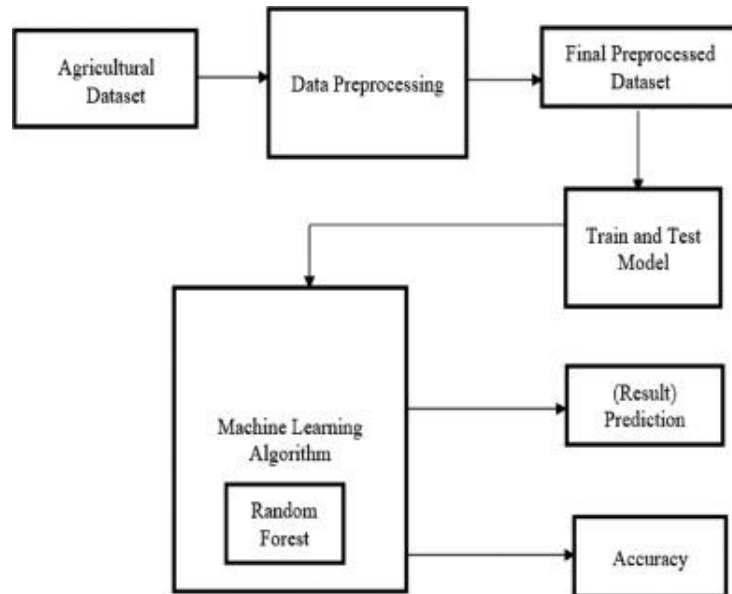 Agricultural
Dataset
Data Preprocessing
Final Preprocessed
Dataset
Train and Test
Model
Machine Learning
Algorithm
Random
Forest
(Result)
Prediction
Accuracy